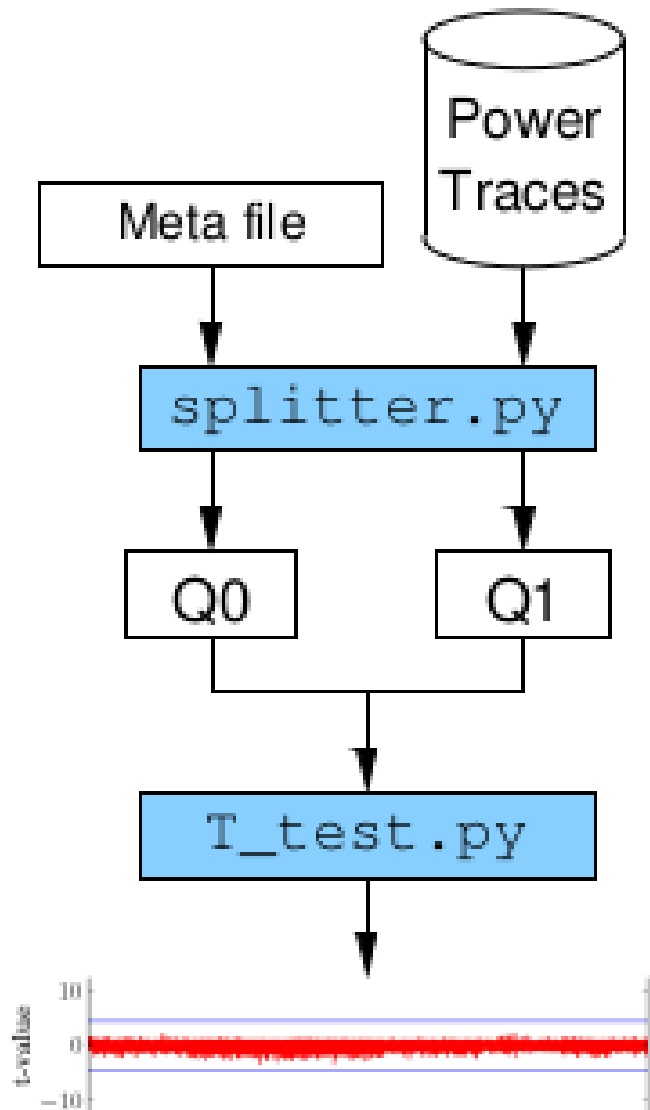 Power
Traces
Meta file
splitter.py
Q0
Q1
T_test.py
10
0
−10
t-value